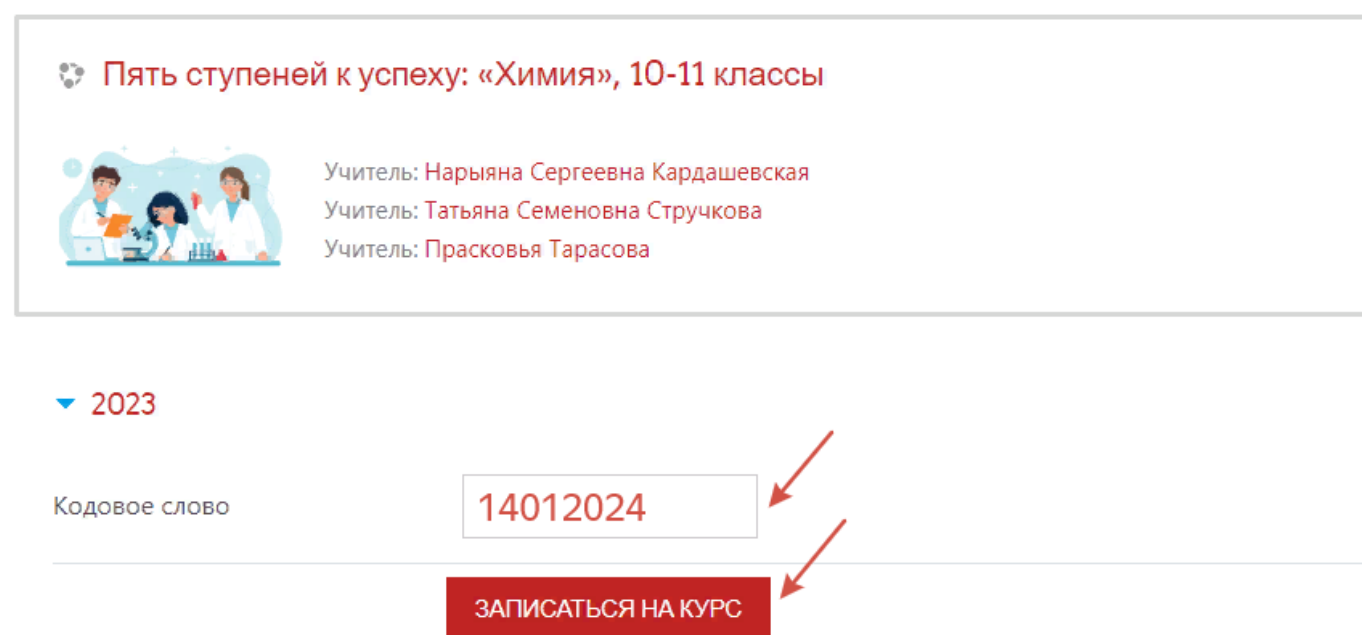 Пять ступеней к успеху: «Химия», 10-11 классы
Учитель: Нарыяна Сергеевна Кардашевская
Учитель: Татьяна Семеновна Стручкова
Учитель: Прасковья Тарасова
2023
Кодовое слово
14012024
ЗАПИСАТЬСЯ НА КУРС